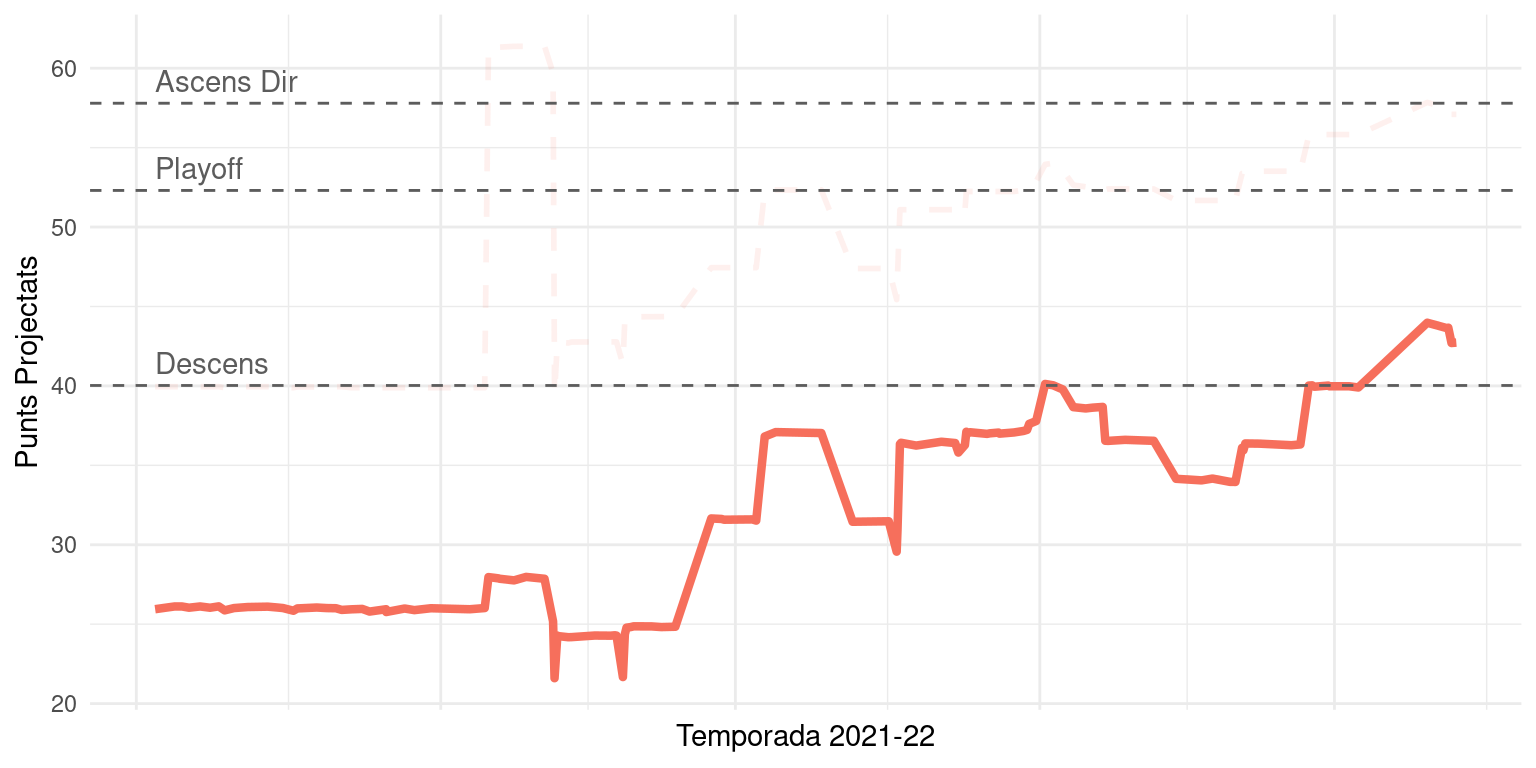 60
Ascens Dir
Playoff
50
Descens
40
30
20
Punts Projectats
Temporada 2021-22